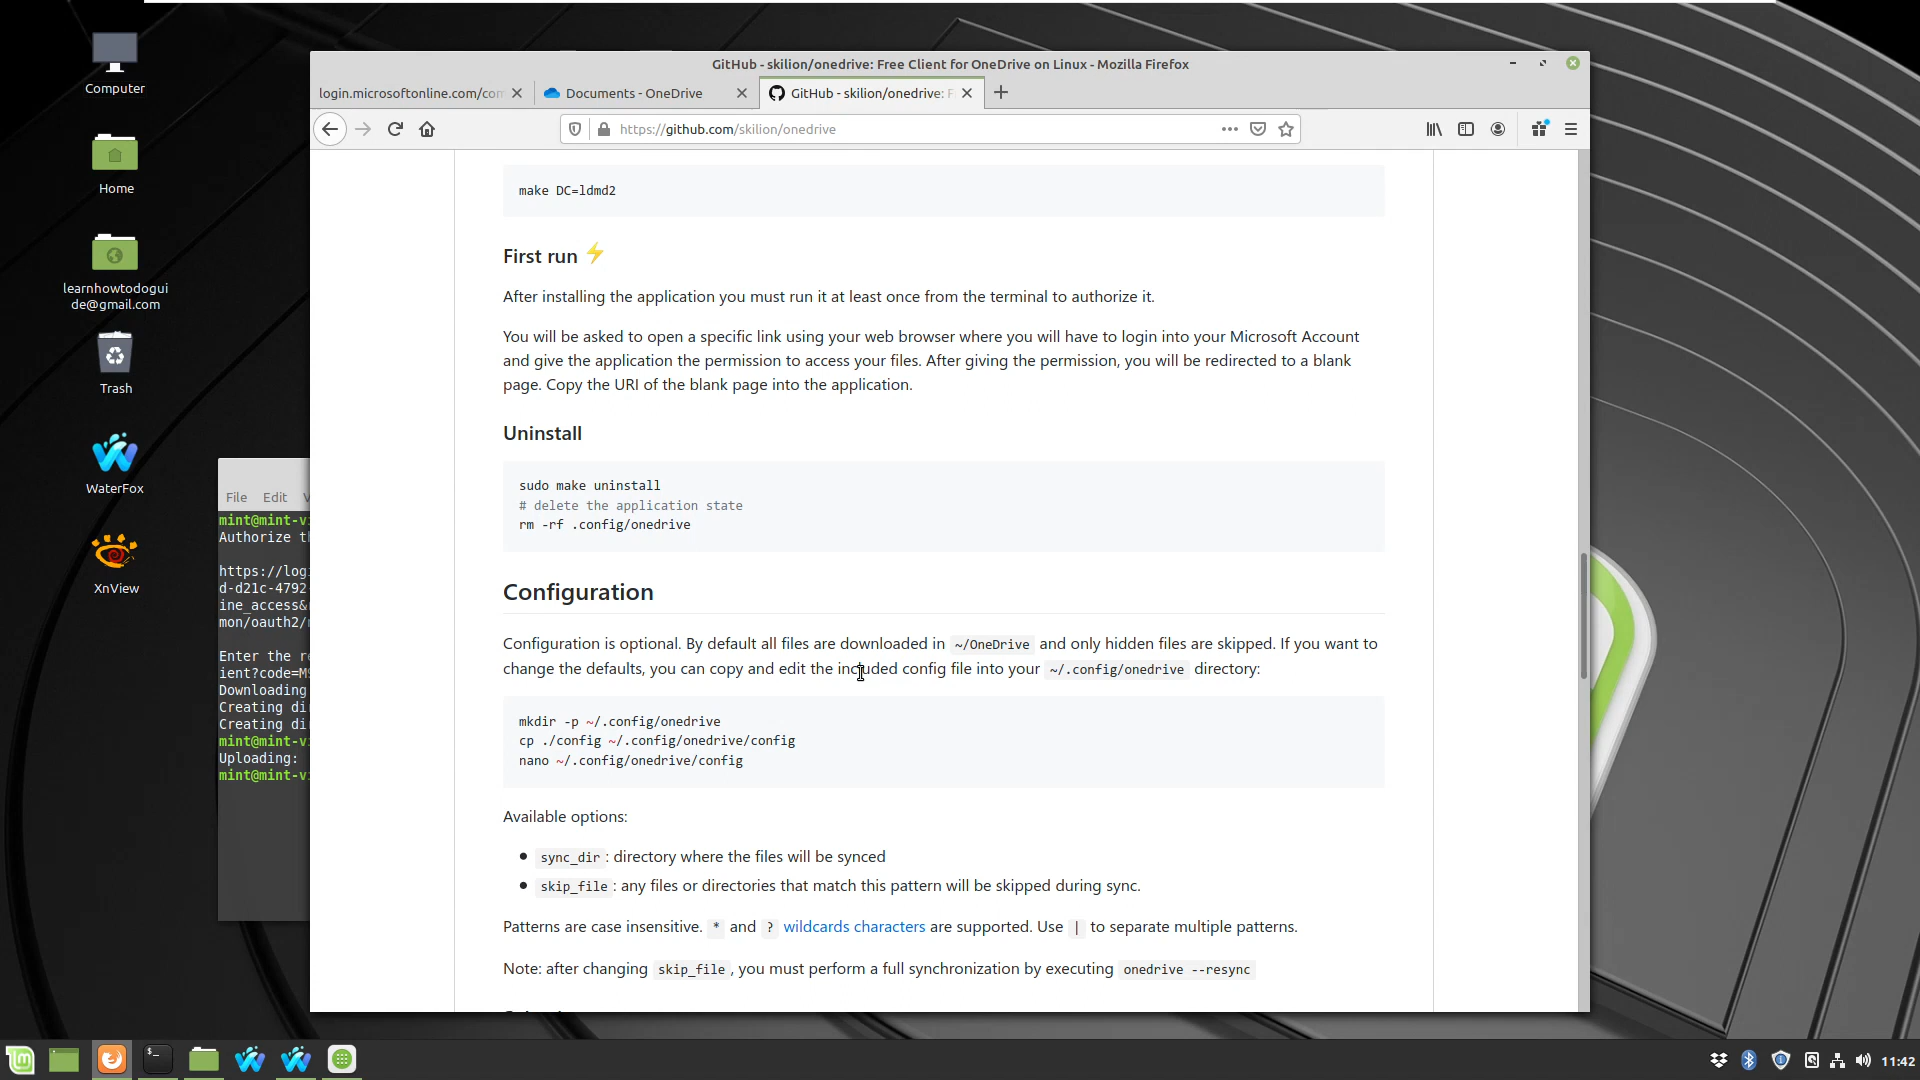 Computer
Home
learnhowtodogui
de@gmail.com
Trash
WaterFox
XnView
GitHub - skilion/onedrive: Free Client for OneDrive on Linux - Mozilla Firefox
login.microsoftonline.com/com
Documents - OneDrive
GitHub - skilion/onedrive: F
https://github.com/skilion/onedrive
make DC=ldmd2
First run ⚡
After installing the application you must run it at least once from the terminal to authorize it.
You will be asked to open a specific link using your web browser where you will have to login into your Microsoft Account
and give the application the permission to access your files. After giving the permission, you will be redirected to a blank
page. Copy the URI of the blank page into the application.
Uninstall
sudo make uninstall
# delete the application state
rm -rf .config/onedrive
Configuration
Configuration is optional. By default all files are downloaded in ~/OneDrive and only hidden files are skipped. If you want to
change the defaults, you can copy and edit the included config file into your ~/.config/onedrive directory:
mkdir -p ~/.config/onedrive
cp ./config ~/.config/onedrive/config
nano ~/.config/onedrive/config
Available options:
• sync_dir : directory where the files will be synced
• skip_file : any files or directories that match this pattern will be skipped during sync.
Patterns are case insensitive. * and ? wildcards characters are supported. Use | to separate multiple patterns.
Note: after changing skip_file , you must perform a full synchronization by executing onedrive --resync
File Edit V
mint@mint-v
Authorize th
https://logi
d-d21c-4792
ine_access&
mon/oauth2/
Enter the re
ient?code=M
Downloading
Creating di
Creating di
mint@mint-v
Uploading:
mint@mint-v
11:42